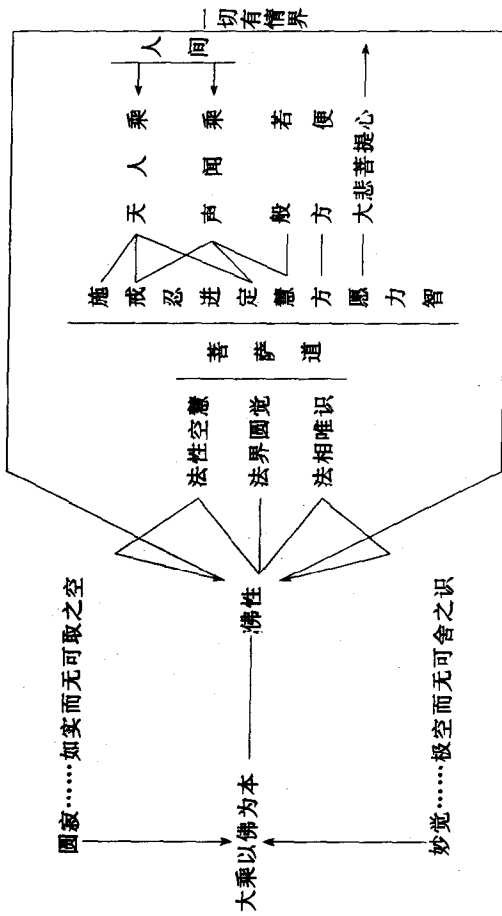 圆寂……如实而无可取之空
大乘以佛为本
妙觉……极空而无可舍之识
佛性
法性空慧
法界圆觉
法相唯识
菩萨道
施戒忍进定慧方愿力智
天人乘
声闻乘
般若
方便
大悲菩提心
人间
一切有情界